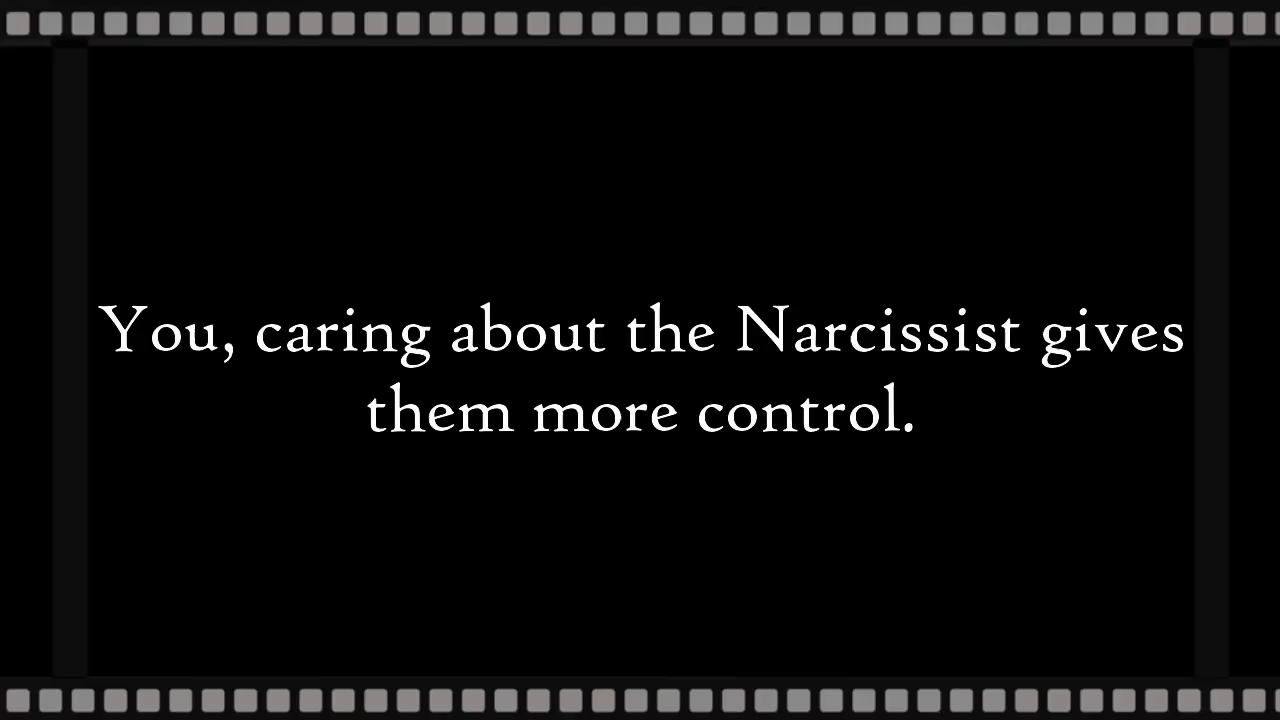 You, caring about the Narcissist gives
them more control.